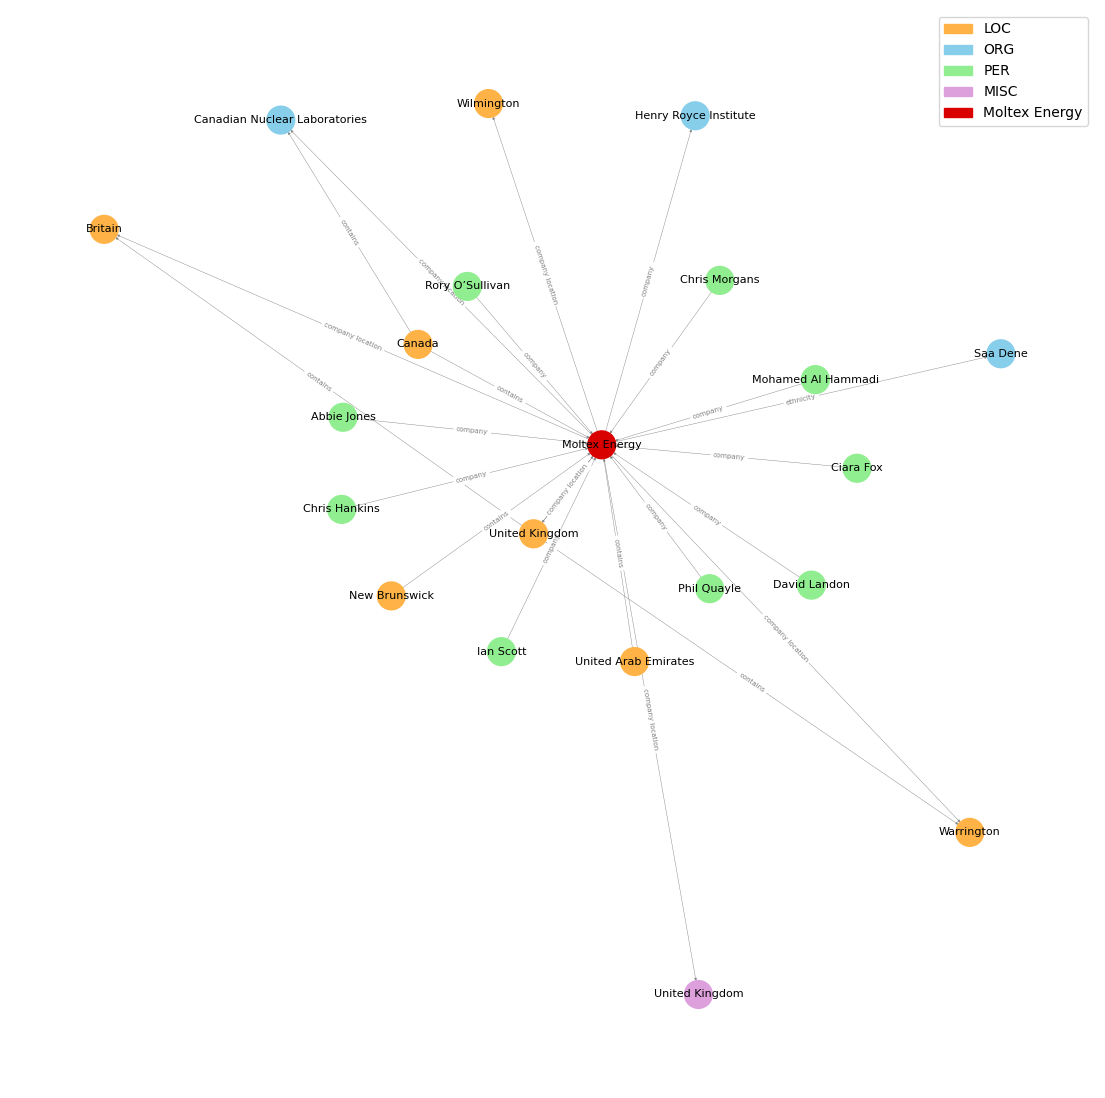 LOC
ORG
PER
MISC
Moltex Energy
Wilmington
Henry Royce Institute
Canadian Nuclear Laboratories
Britain
contains
company location
company location
company
Rory O’Sullivan
Chris Morgans
company location
Canada
contains
company
company
Saa Dene
Mohamed Al Hammadi
contains
ethnicity
company
Abbie Jones
company
Moltex Energy
company
Ciara Fox
company
company location
Chris Hankins
contains
company
company
United Kingdom
company
contains
New Brunswick
Phil Quayle
David Landon
company location
Ian Scott
United Arab Emirates
contains
company location
Warrington
United Kingdom